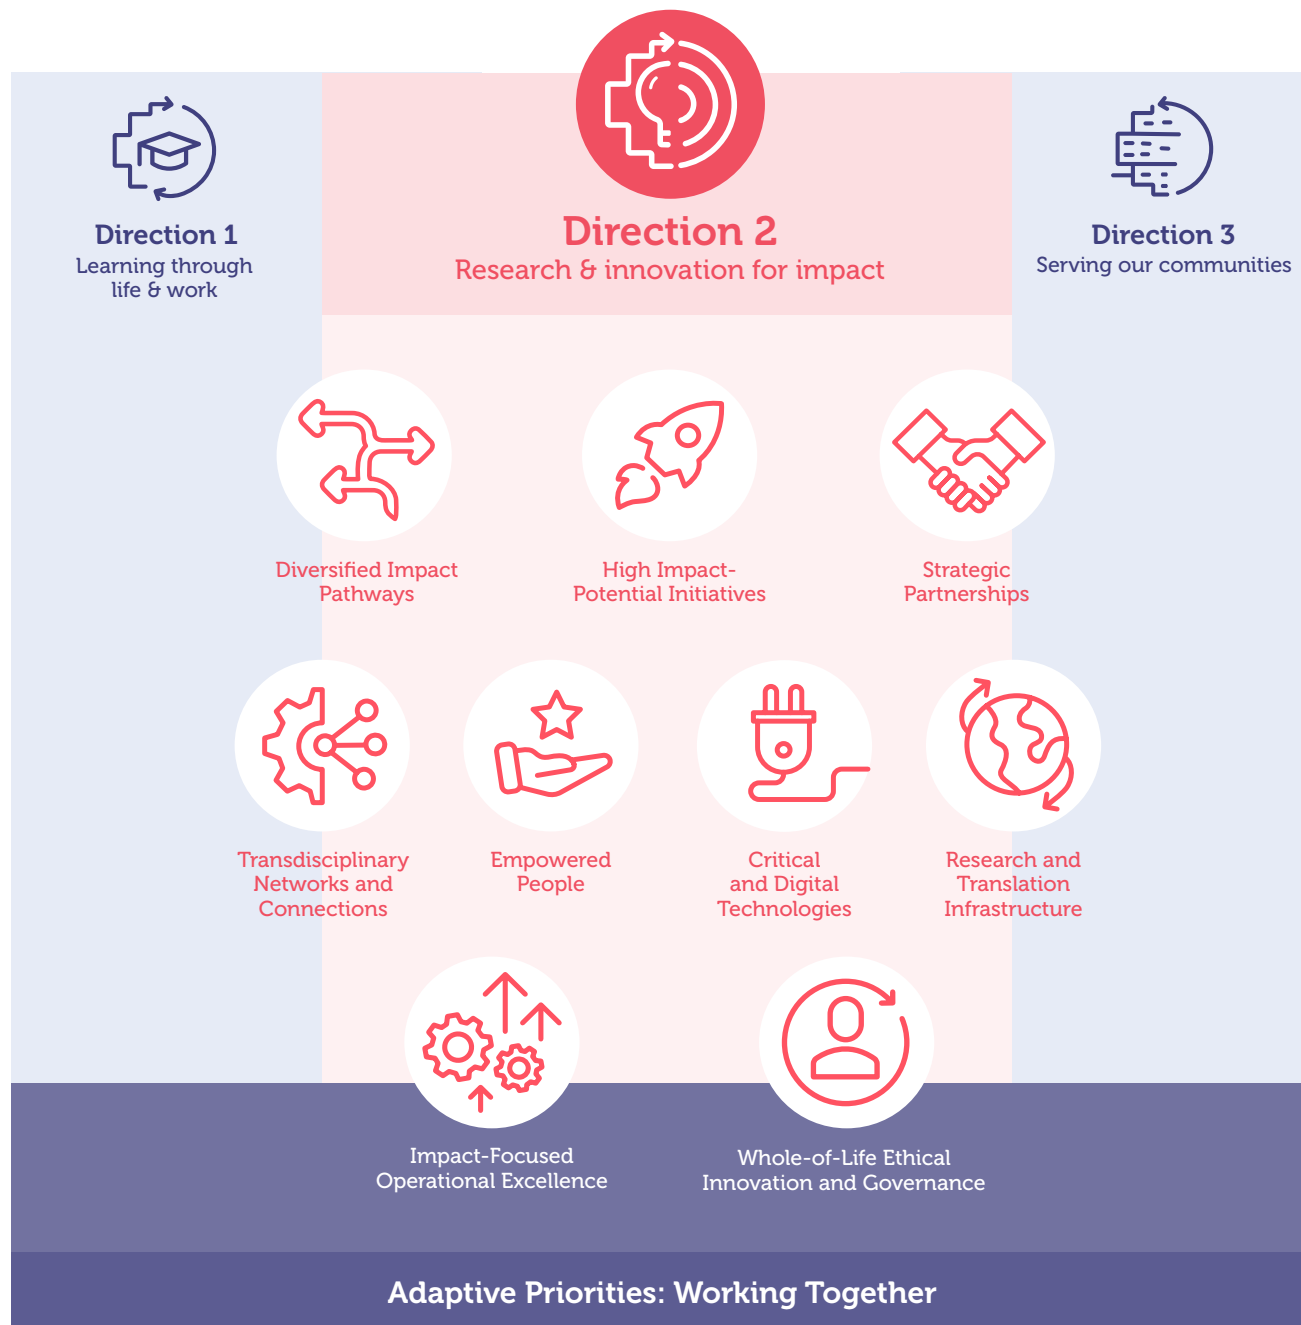 Direction 1
Learning through
life & work
Direction 2
Research & innovation for impact
Direction 3
Serving our communities
Diversified Impact
Pathways
High Impact-
Potential Initiatives
Strategic
Partnerships
Transdisciplinary
Networks and
Connections
Empowered
People
Critical
and Digital
Technologies
Research and
Translation
Infrastructure
Impact-Focused
Operational Excellence
Whole-of-Life Ethical
Innovation and Governance
Adaptive Priorities: Working Together